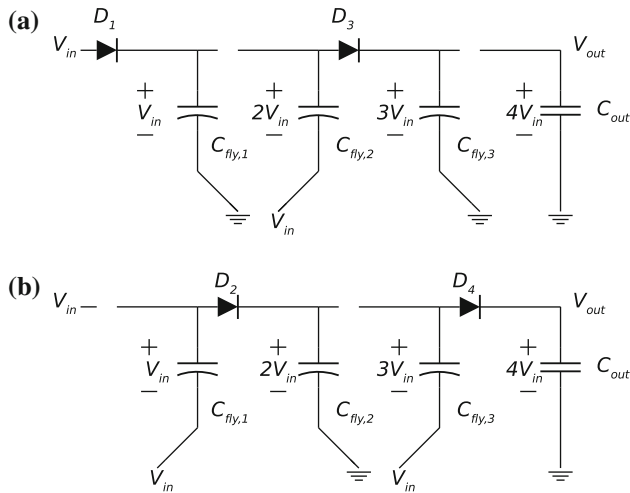 (a)
D1 D3
Vin Vout
+ + + +
Vin 2Vin 3Vin 4Vin Cout
− − − −
Cfly,1 Cfly,2 Cfly,3
Vin
(b)
D2 D4
Vin Vout
+ + + +
Vin 2Vin 3Vin 4Vin Cout
− − − −
Cfly,1 Cfly,2 Cfly,3
Vin Vin